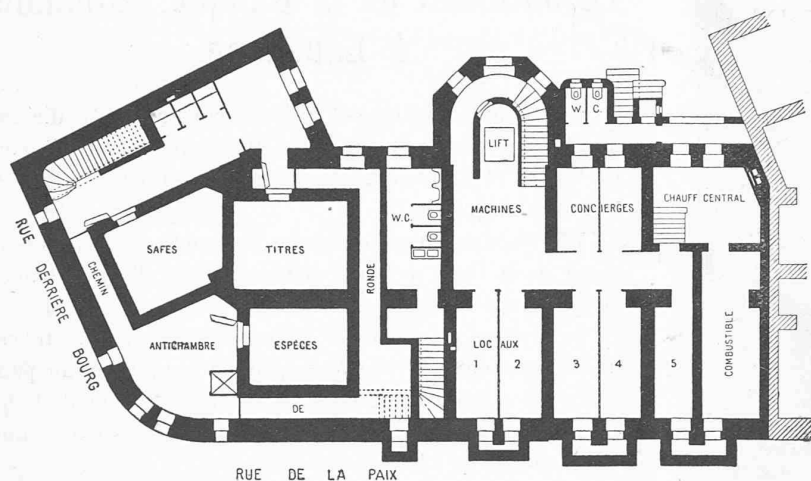 W. C.
LIFT
W.C.
MACHINES
CONCIERGES
CHAUFF CENTRAL
SAFES
TITRES
RONDE
CHEMIN
ANTICHAMBRE
ESPÈCES
DE
LOCAUX
1 2 3 4 5
COMBUSTIBLE
RUE DERRIÈRE BOURG
RUE DE LA PAIX